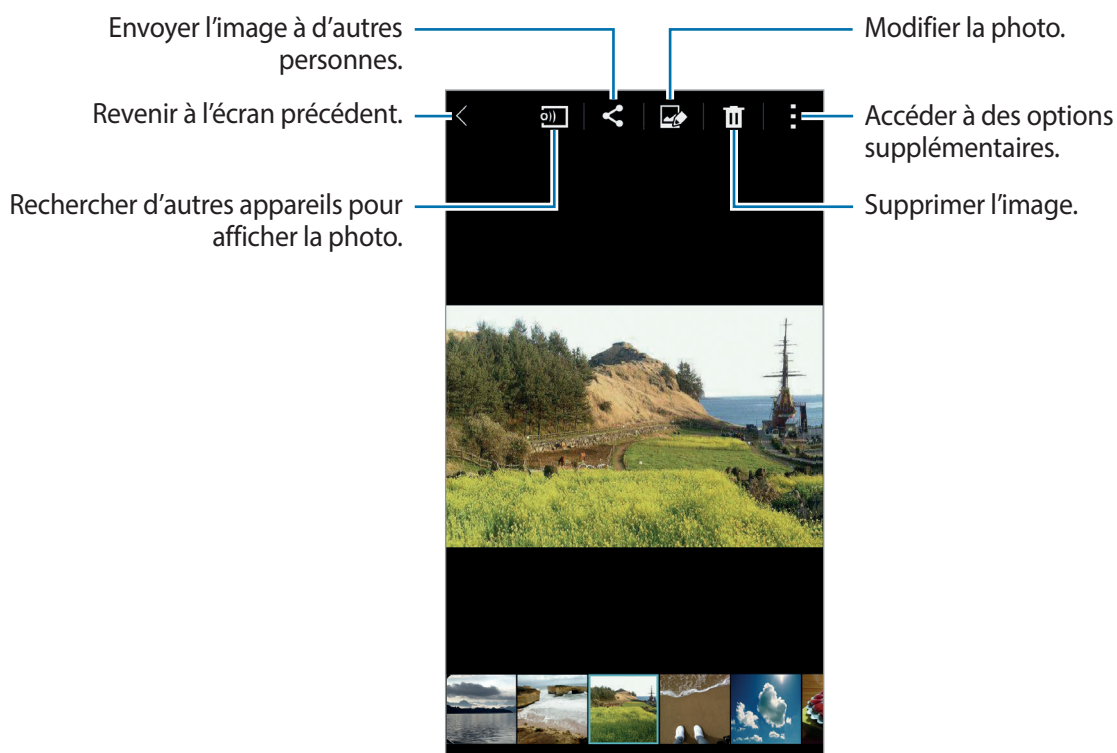 Envoyer l’image à d’autres
personnes.
Modifier la photo.
Revenir à l’écran précédent.
Accéder à des options
supplémentaires.
Rechercher d’autres appareils pour
afficher la photo.
Supprimer l’image.